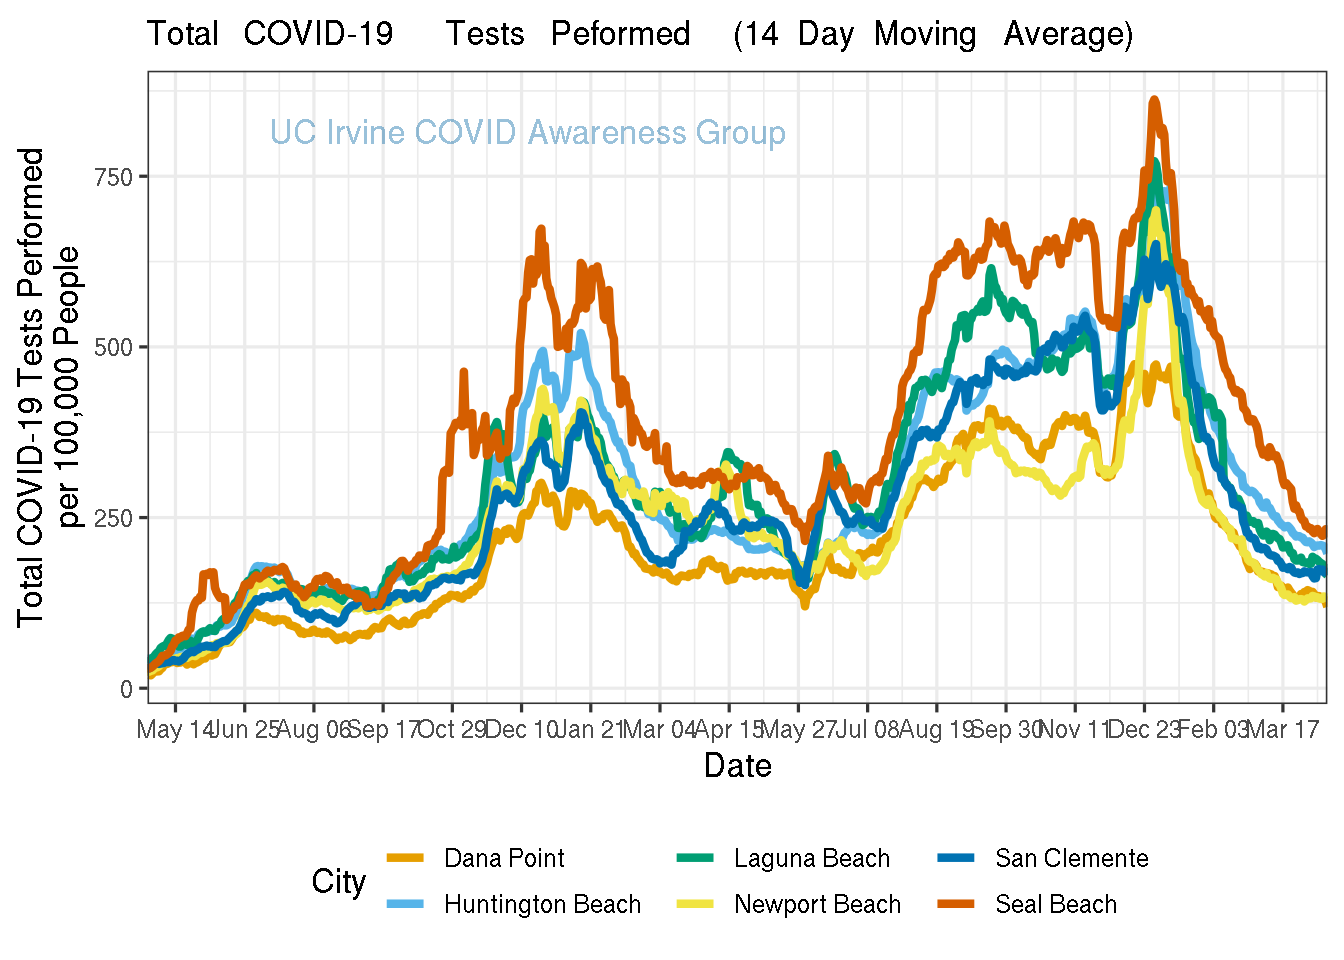 Total COVID-19 Tests Peformed (14 Day Moving Average)
UC Irvine COVID Awareness Group
Total COVID-19 Tests Performed
per 100,000 People
750
500
250
0
May 14 Jun 25 Aug 06 Sep 17 Oct 29 Dec 10 Jan 21 Mar 04 Apr 15 May 27 Jul 08 Aug 19 Sep 30 Nov 11 Dec 23 Feb 03 Mar 17
Date
City
Dana Point Laguna Beach San Clemente
Huntington Beach Newport Beach Seal Beach